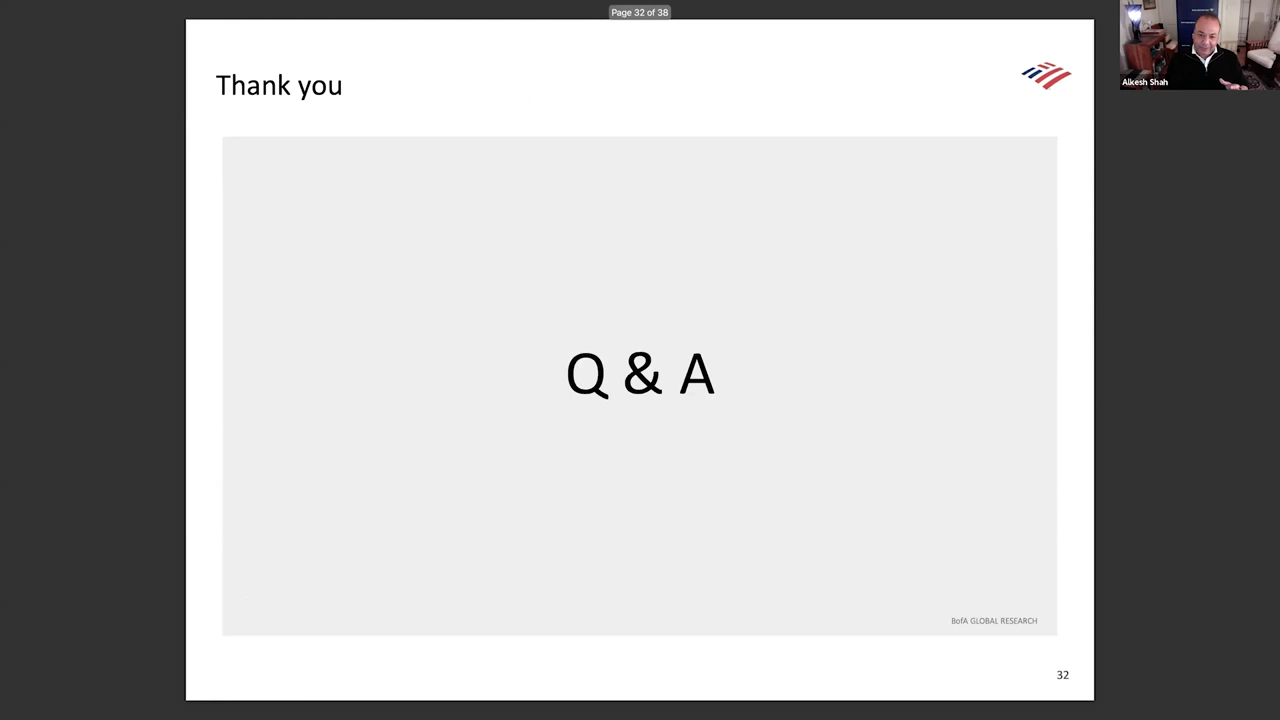 Page 32 of 38
Thank you
Alkesh Shah
Q & A
BofA GLOBAL RESEARCH
32